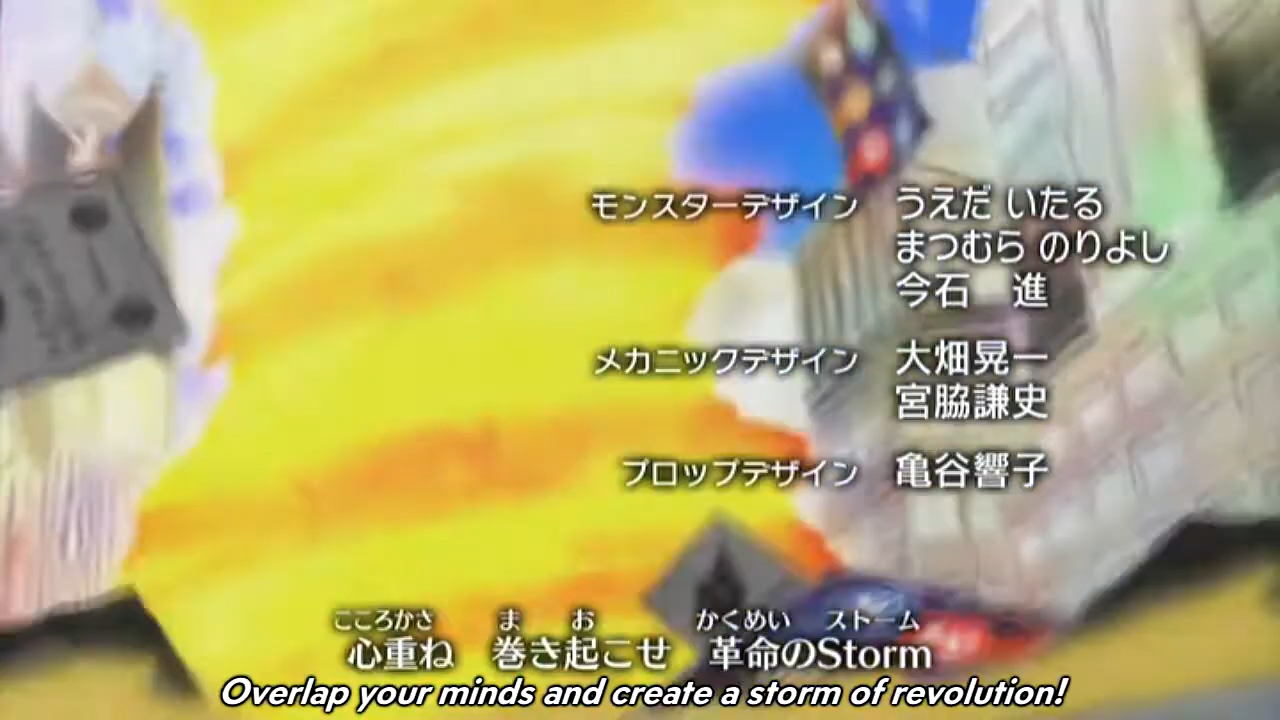 モンスターデザイン うえだ いたる
まつむら のりよし
今石 進
メカニックデザイン 大畑晃一
宮脇謙史
プロップデザイン 亀谷響子
こころかさ ま お かくめい ストーム
心重ね 巻き起こせ 革命のStorm
Overlap your minds and create a storm of revolution!